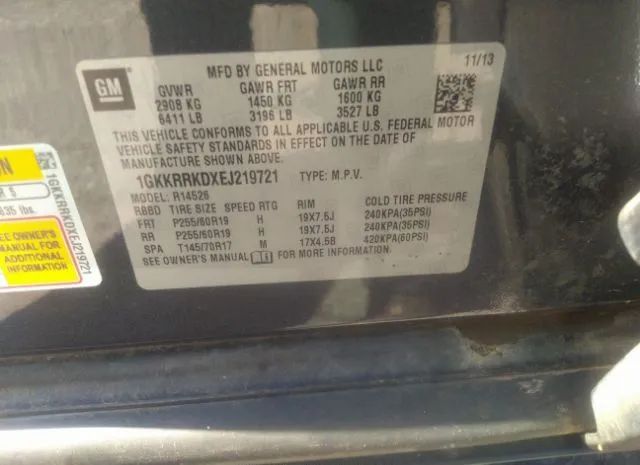 GM
MFD BY GENERAL MOTORS LLC
11/13
GVWR GAWR FRT GAWR RR
2908 KG 1450 KG 1600 KG
6411 LB 3196 LB 3527 LB
THIS VEHICLE CONFORMS TO ALL APPLICABLE U.S. FEDERAL MOTOR
VEHICLE SAFETY STANDARDS IN EFFECT ON THE DATE OF
MANUFACTURE SHOWN ABOVE.
1GKKRRKDXEJ219721 TYPE: M.P.V.
MODEL: R14526
RBBD TIRE SIZE SPEED RTG RIM COLD TIRE PRESSURE
FRT P255/60R19 H 19X7.5J 240KPA(35PSI)
RR P255/60R19 H 19X7.5J 240KPA(35PSI)
SPA T145/70R17 M 17X4.5B 420KPA(60PSI)
SEE OWNER'S MANUAL FOR MORE INFORMATION.
835 lbs.
SEE OWNER'S
MANUAL FOR
ADDITIONAL
INFORMATION
1GKKRRKDXEJ219721